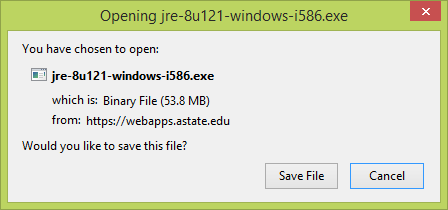 Opening jre-8u121-windows-i586.exe
You have chosen to open:
jre-8u121-windows-i586.exe
which is: Binary File (53.8 MB)
from: https://webapps.astate.edu
Would you like to save this file?
Save File Cancel